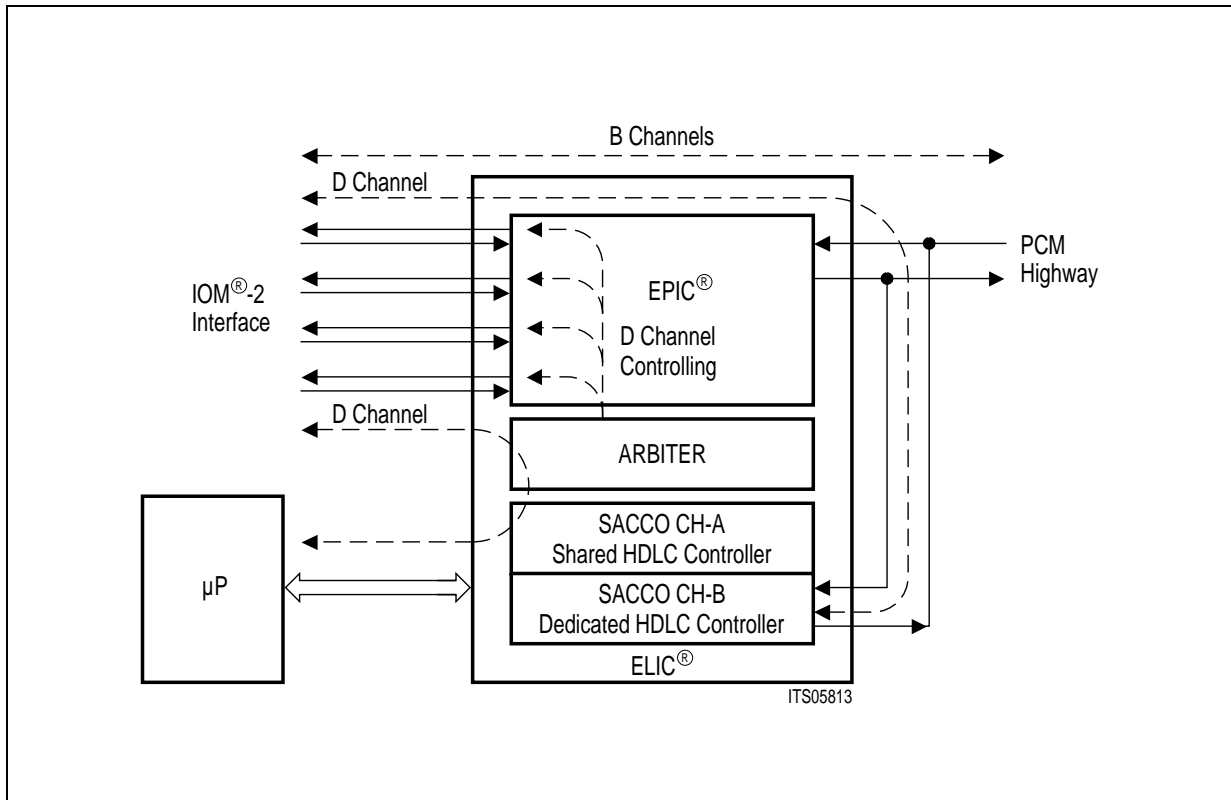 B Channels
D Channel
IOM®-2
Interface
EPIC®
D Channel
Controlling
PCM
Highway
D Channel
ARBITER
µP
SACCO CH-A
Shared HDLC Controller
SACCO CH-B
Dedicated HDLC Controller
ELIC®
ITS05813